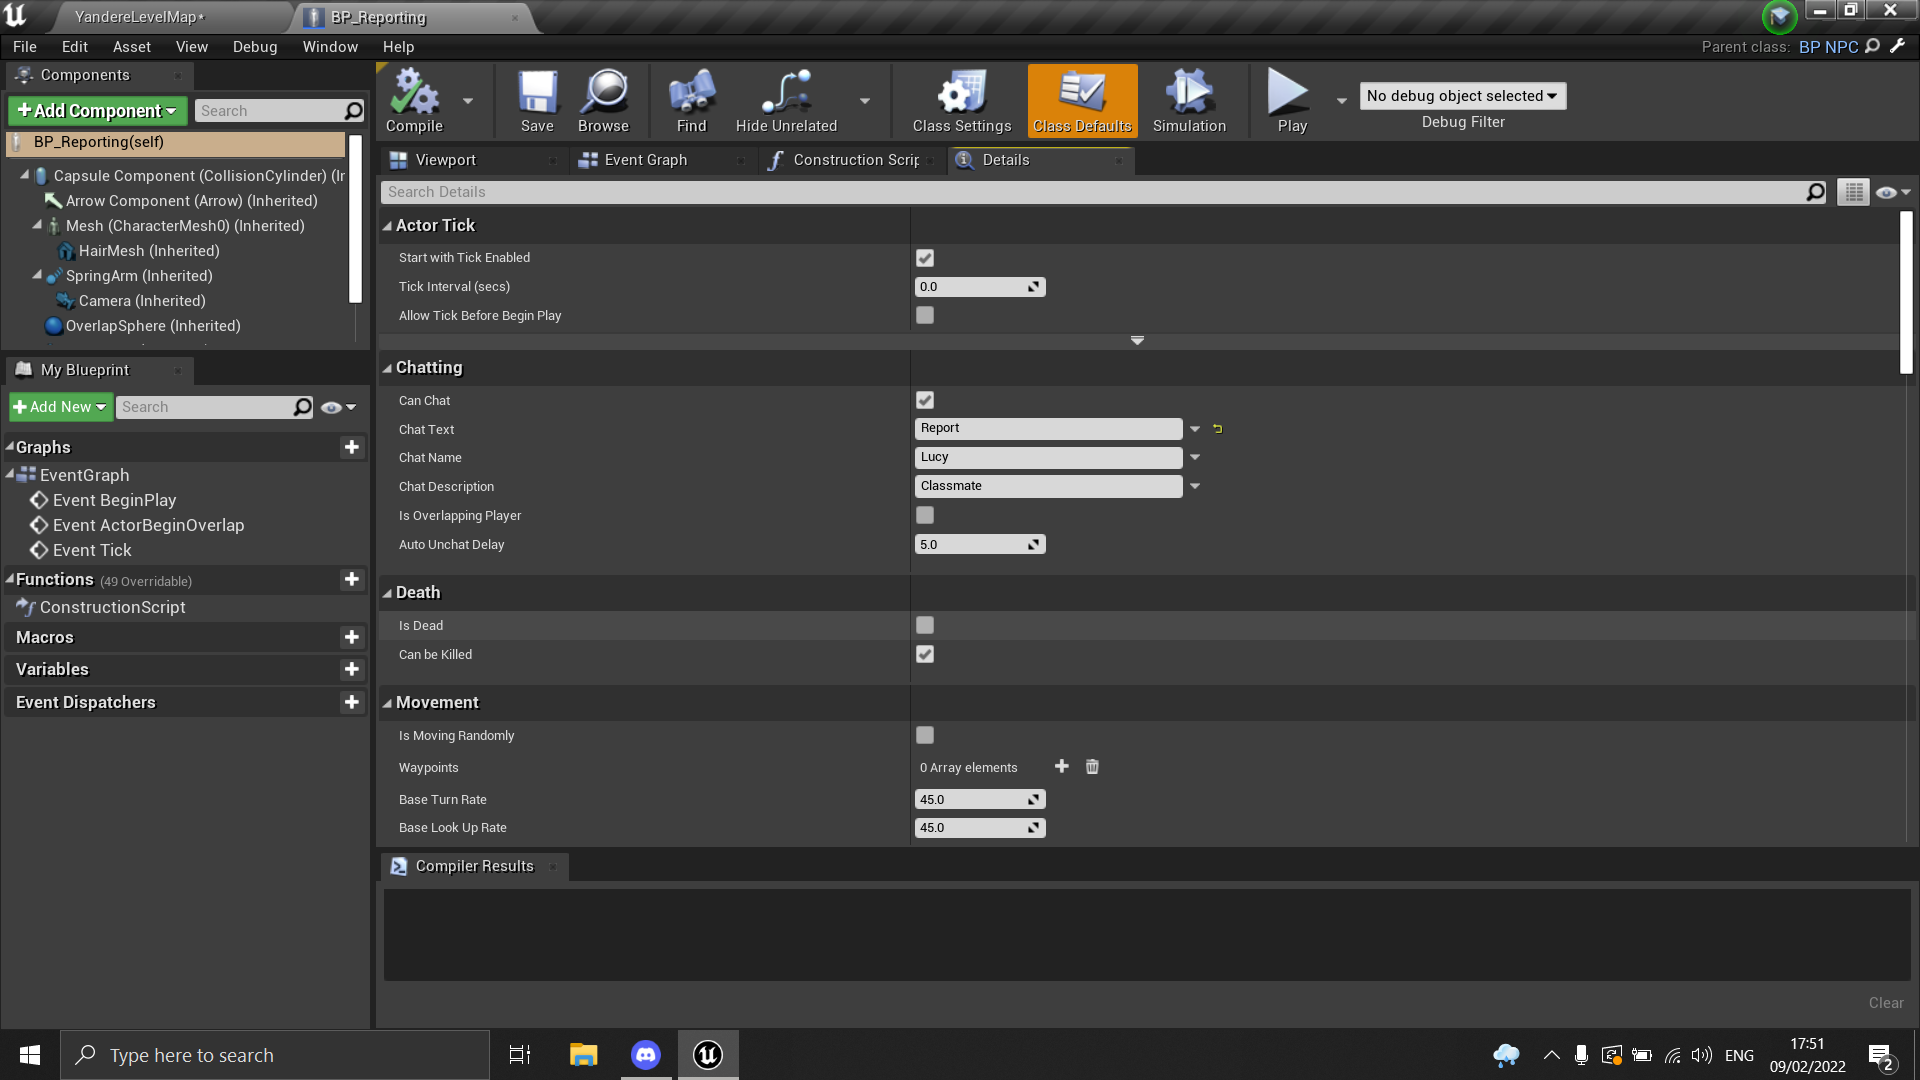 YandereLevelMap*
BP_Reporting
File Edit Asset View Debug Window Help
Parent class: BP NPC
Components
Add Component
Search
BP_Reporting(self)
Capsule Component (CollisionCylinder) (Ir
Arrow Component (Arrow) (Inherited)
Mesh (CharacterMesh0) (Inherited)
HairMesh (Inherited)
SpringArm (Inherited)
Camera (Inherited)
OverlapSphere (Inherited)
My Blueprint
Add New
Search
Graphs
EventGraph
Event BeginPlay
Event ActorBeginOverlap
Event Tick
Functions (49 Overridable)
ConstructionScript
Macros
Variables
Event Dispatchers
Compile
Save
Browse
Find
Hide Unrelated
Class Settings
Class Defaults
Simulation
Play
No debug object selected
Debug Filter
Viewport
Event Graph
Construction Scrip
Details
Search Details
Actor Tick
Start with Tick Enabled
Tick Interval (secs) 0.0
Allow Tick Before Begin Play
Chatting
Can Chat
Chat Text Report
Chat Name Lucy
Chat Description Classmate
Is Overlapping Player
Auto Unchat Delay 5.0
Death
Is Dead
Can be Killed
Movement
Is Moving Randomly
Waypoints 0 Array elements
Base Turn Rate 45.0
Base Look Up Rate 45.0
Compiler Results
Clear
Type here to search
ENG
17:51
09/02/2022
2